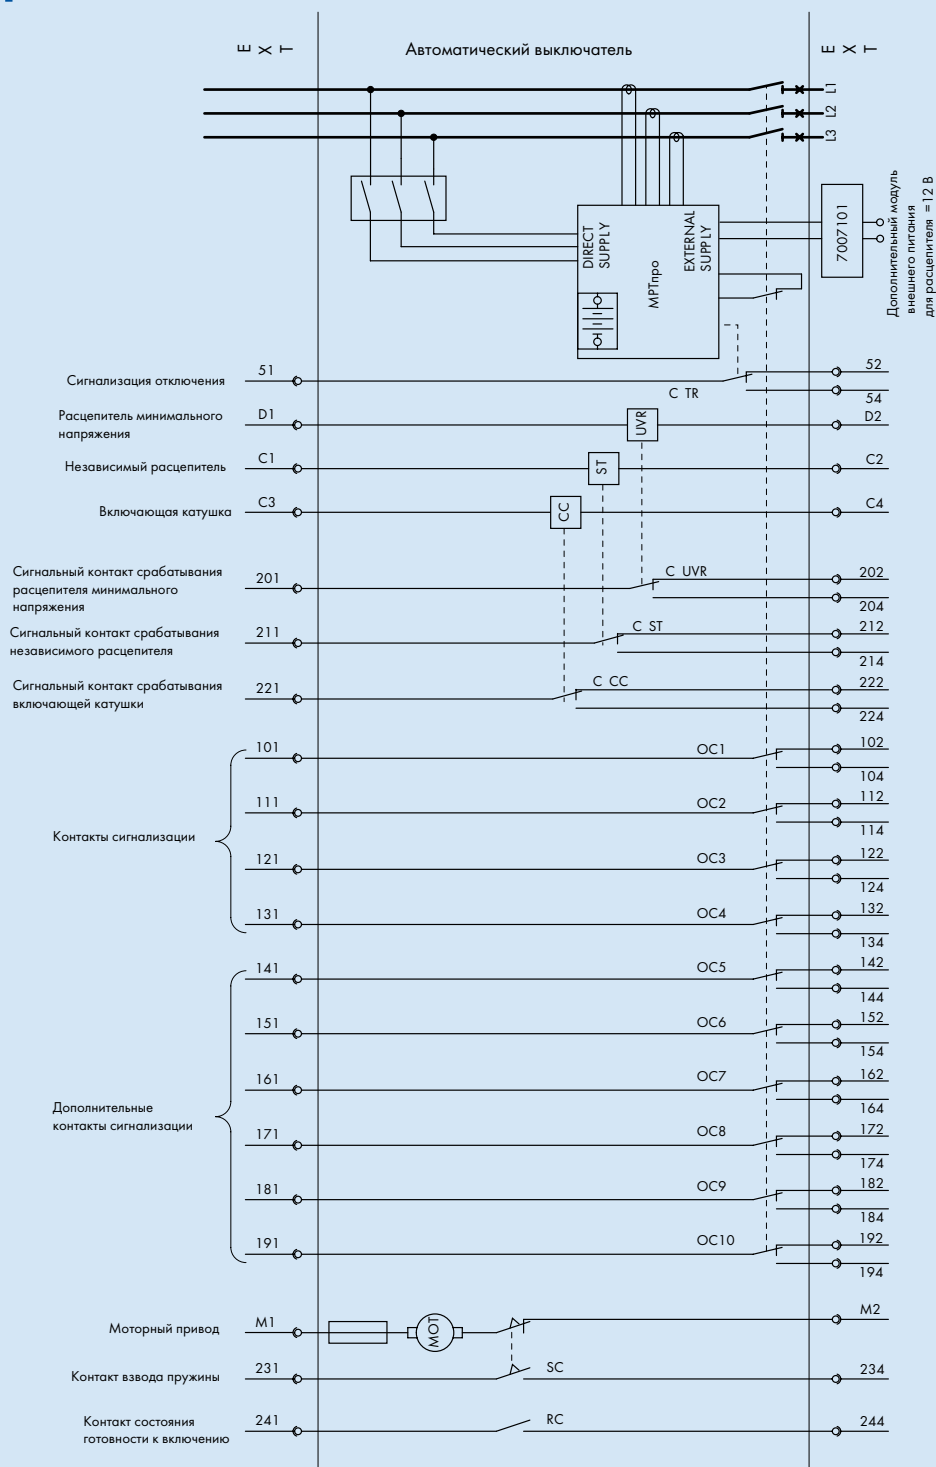 Е Х Т
Автоматический выключатель
Е Х Т
L1
L2
L3
DIRECT
SUPPLY
МРТпро
EXTERNAL
SUPPLY
7007101
Дополнительный модуль
внешнего питания
для расцепителя =12 В
Сигнализация отключения
51
C TR
52
54
Расцепитель минимального
напряжения
D1
UVR
D2
Независимый расцепитель
C1
ST
C2
Включающая катушка
C3
CC
C4
Сигнальный контакт срабатывания
расцепителя минимального
напряжения
201
C UVR
202
204
Сигнальный контакт срабатывания
независимого расцепителя
211
C ST
212
214
Сигнальный контакт срабатывания
включающей катушки
221
C CC
222
224
Контакты сигнализации
101
OC1
102
104
111
OC2
112
114
121
OC3
122
124
131
OC4
132
134
Дополнительные
контакты сигнализации
141
OC5
142
144
151
OC6
152
154
161
OC7
162
164
171
OC8
172
174
181
OC9
182
184
191
OC10
192
194
Моторный привод
M1
MOT
M2
Контакт взвода пружины
231
SC
234
Контакт состояния
готовности к включению
241
RC
244